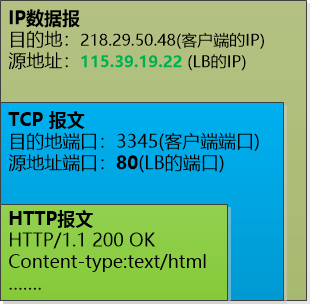 IP数据报
目的地：218.29.50.48(客户端的IP)
源地址：115.39.19.22 (LB的IP)
TCP 报文
目的地端口：3345(客户端端口)
源地址端口：80(LB的端口)
HTTP报文
HTTP/1.1 200 OK
Content-type:text/html
.......